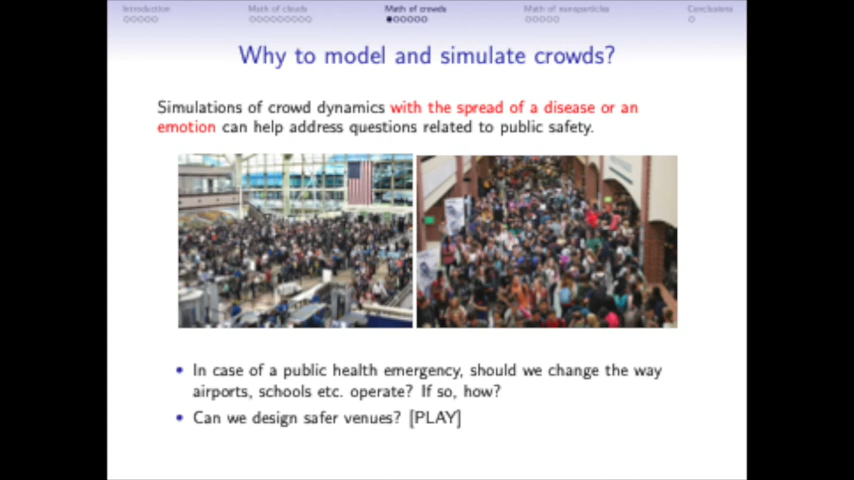 Introduction
Math of clouds
Math of crowds
Math of nanoparticles
Conclusions
Why to model and simulate crowds?
Simulations of crowd dynamics with the spread of a disease or an
emotion can help address questions related to public safety.
• In case of a public health emergency, should we change the way
airports, schools etc. operate? If so, how?
• Can we design safer venues? [PLAY]